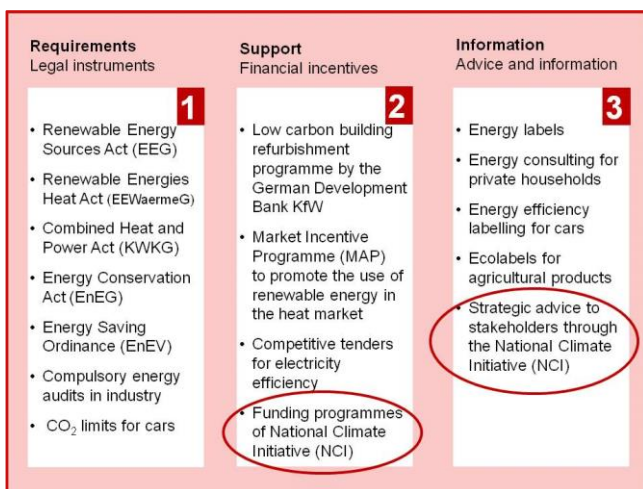 Requirements
Legal instruments
1
• Renewable Energy
Sources Act (EEG)
• Renewable Energies
Heat Act (EEWaermeG)
• Combined Heat and
Power Act (KWKG)
• Energy Conservation
Act (EnEG)
• Energy Saving
Ordinance (EnEV)
• Compulsory energy
audits in industry
• CO₂ limits for cars
Support
Financial incentives
2
• Low carbon building
refurbishment
programme by the
German Development
Bank KfW
• Market Incentive
Programme (MAP)
to promote the use of
renewable energy in
the heat market
• Competitive tenders
for electricity
efficiency
• Funding programmes
of National Climate
Initiative (NCI)
Information
Advice and information
3
• Energy labels
• Energy consulting for
private households
• Energy efficiency
labelling for cars
• Ecolabels for
agricultural products
• Strategic advice to
stakeholders through
the National Climate
Initiative (NCI)